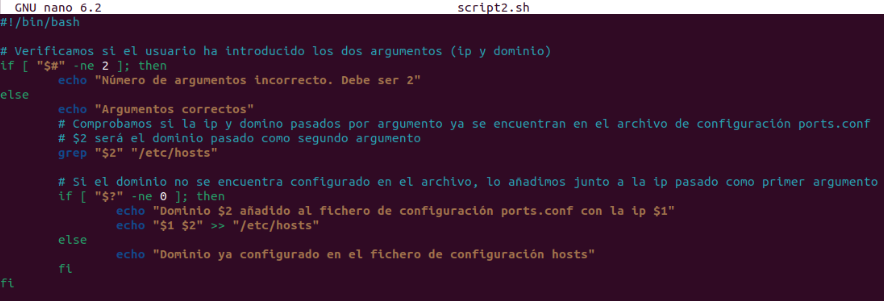 GNU nano 6.2 script2.sh
#!/bin/bash
# Verificamos si el usuario ha introducido los dos argumentos (ip y dominio)
if [ "$#" -ne 2 ]; then
echo "Número de argumentos incorrecto. Debe ser 2"
else
echo "Argumentos correctos"
# Comprobamos si la ip y domino pasados por argumento ya se encuentran en el archivo de configuración ports.conf
# $2 será el dominio pasado como segundo argumento
grep "$2" "/etc/hosts"
# Si el dominio no se encuentra configurado en el archivo, lo añadimos junto a la ip pasado como primer argumento
if [ "$?" -ne 0 ]; then
echo "Dominio $2 añadido al fichero de configuración ports.conf con la ip $1"
echo "$1 $2" >> "/etc/hosts"
else
echo "Dominio ya configurado en el fichero de configuración hosts"
fi
fi